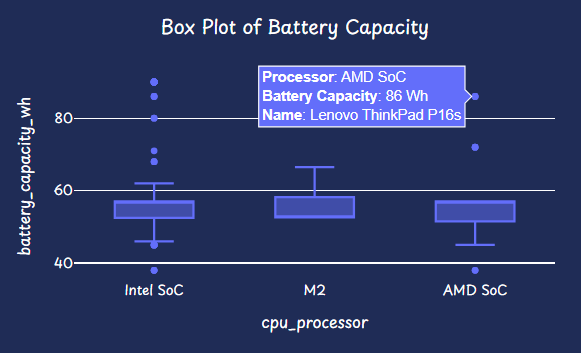 Box Plot of Battery Capacity
Processor: AMD SoC
Battery Capacity: 86 Wh
Name: Lenovo ThinkPad P16s
battery_capacity_wh
80
60
40
Intel SoC
M2
AMD SoC
cpu_processor